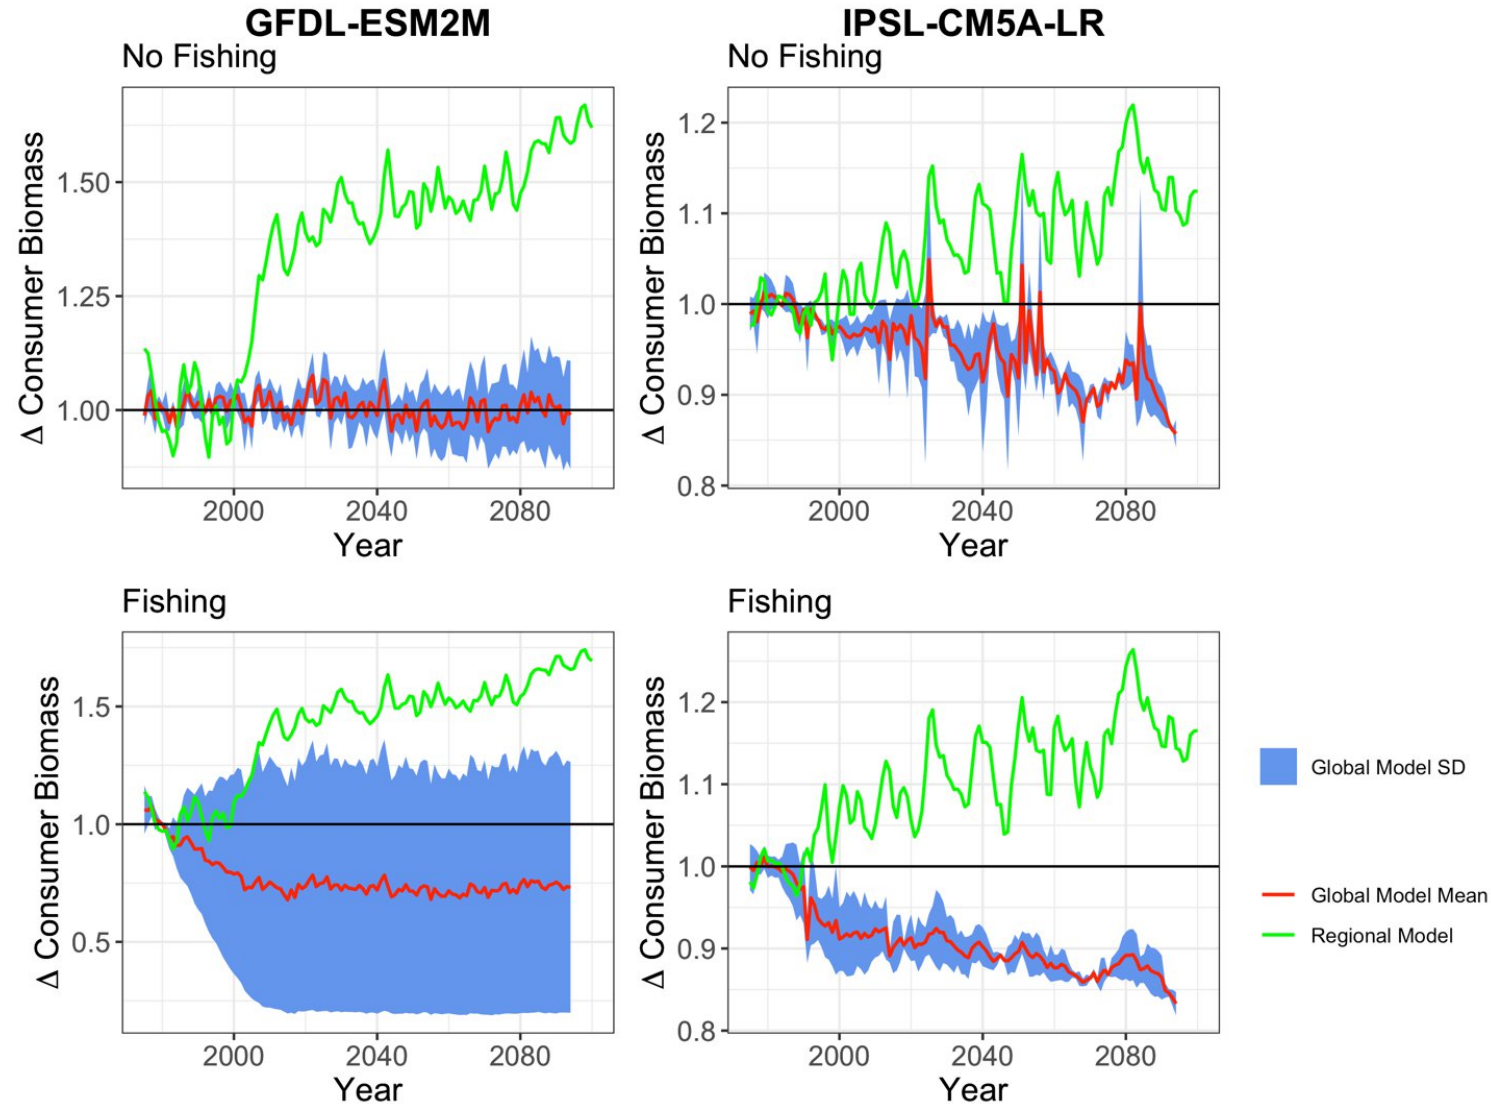 GFDL-ESM2M
IPSL-CM5A-LR
No Fishing
No Fishing
Δ Consumer Biomass
1.50
1.25
1.00
2000 2040 2080
Year
Δ Consumer Biomass
1.2
1.1
1.0
0.9
0.8
2000 2040 2080
Year
Fishing
Fishing
Δ Consumer Biomass
1.5
1.0
0.5
2000 2040 2080
Year
Δ Consumer Biomass
1.2
1.1
1.0
0.9
0.8
2000 2040 2080
Year
Global Model SD
Global Model Mean
Regional Model